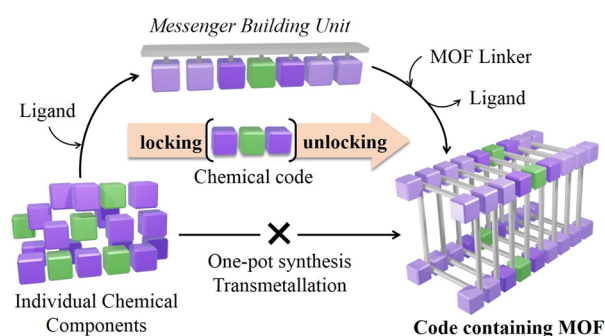 Messenger Building Unit
MOF Linker
Ligand
Ligand
locking
unlocking
Chemical code
One-pot synthesis
Transmetallation
Individual Chemical
Components
Code containing MOF